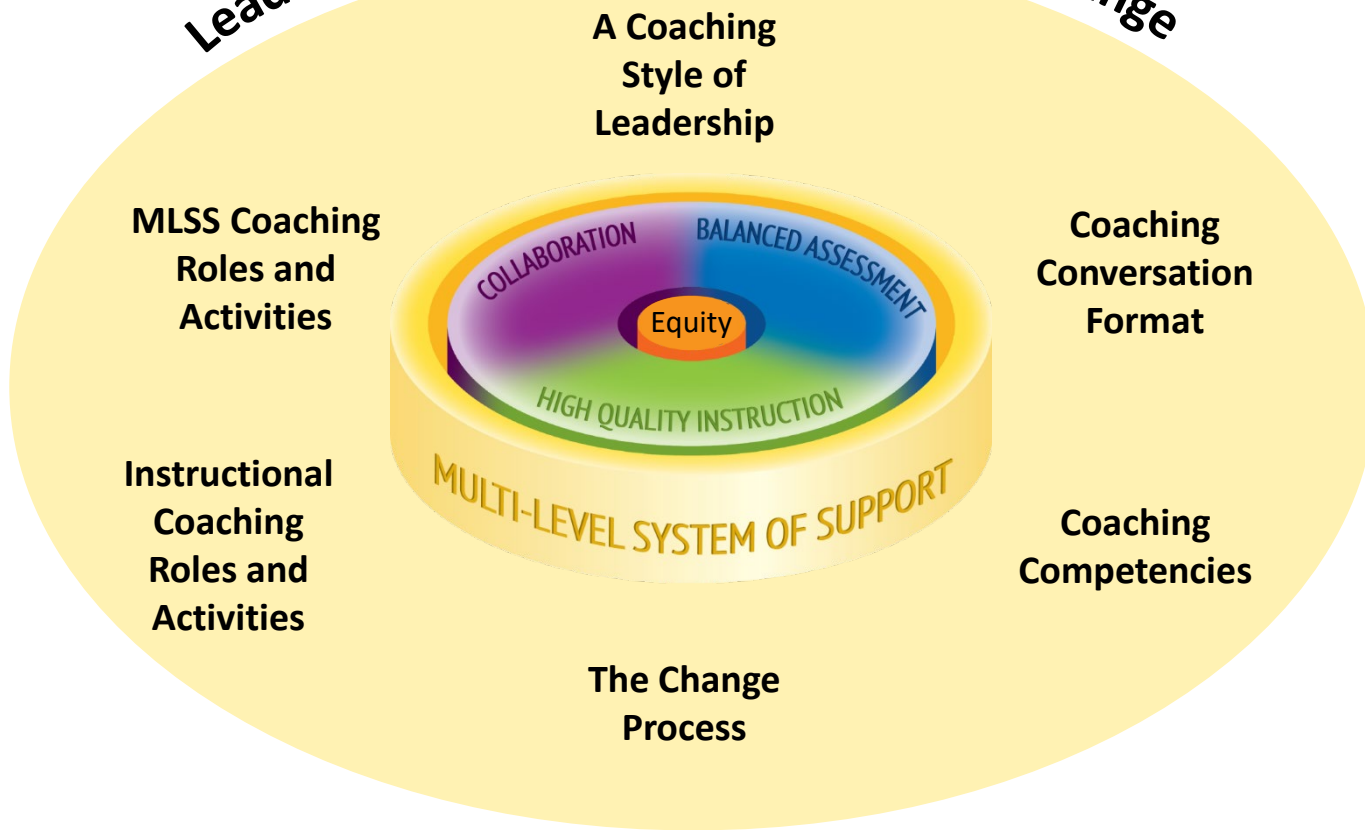 A Coaching
Style of
Leadership
MLSS Coaching
Roles and
Activities
COLLABORATION
BALANCED ASSESSMENT
Coaching
Conversation
Format
Equity
HIGH QUALITY INSTRUCTION
MULTI-LEVEL SYSTEM OF SUPPORT
Instructional
Coaching
Roles and
Activities
Coaching
Competencies
The Change
Process